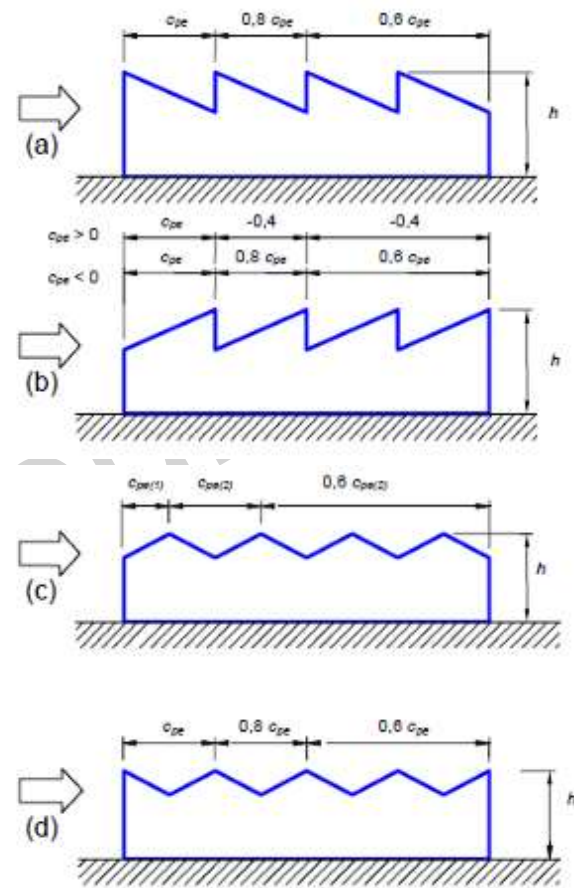 cpe 0,8 cpe 0,6 cpe
(a) h
cpe > 0 cpe -0,4 -0,4
cpe < 0 cpe 0,8 cpe 0,6 cpe
(b) h
cpe(1) cpe(2) 0,6 cpe(2)
(c) h
cpe 0,8 cpe 0,6 cpe
(d) h